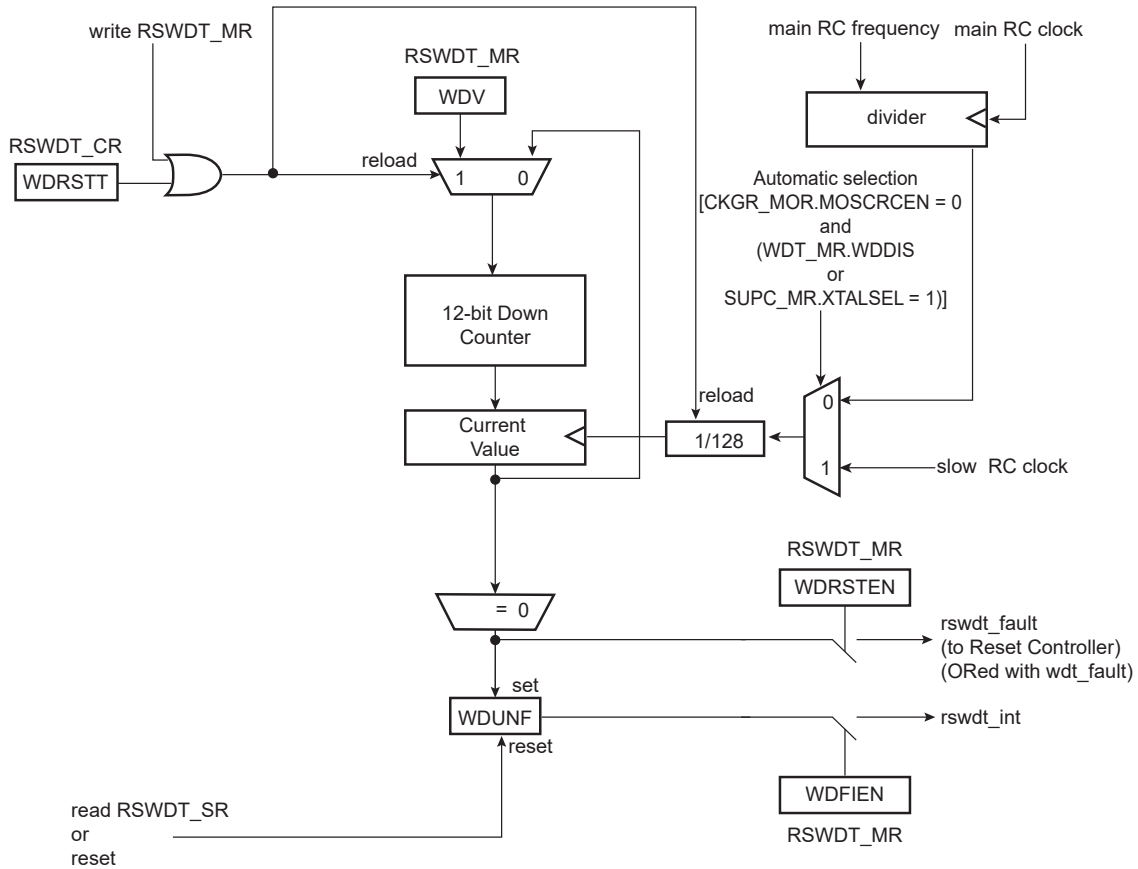 write RSWDT_MR
main RC frequency
main RC clock
RSWDT_MR
WDV
divider
RSWDT_CR
WDRSTT
reload
1 0
Automatic selection
[CKGR_MOR.MOSCRCEN = 0
and
(WDT_MR.WDDIS
or
SUPC_MR.XTALSEL = 1)]
12-bit Down
Counter
reload
0
Current
Value
1/128
1
slow RC clock
RSWDT_MR
WDRSTEN
= 0
rswdt_fault
(to Reset Controller)
(ORed with wdt_fault)
set
WDUNF
rswdt_int
reset
WDFIEN
RSWDT_MR
read RSWDT_SR
or
reset